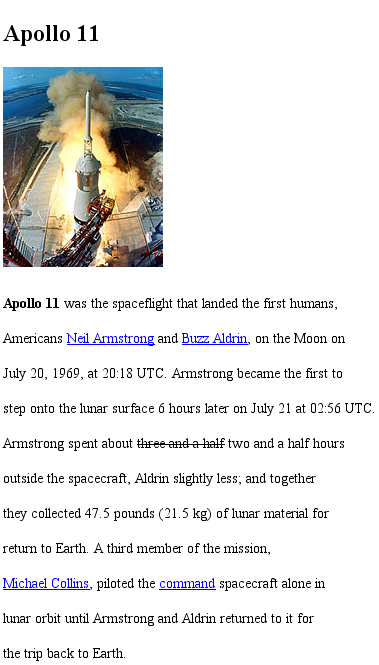 Apollo 11
Apollo 11 was the spaceflight that landed the first humans,
Americans Neil Armstrong and Buzz Aldrin, on the Moon on
July 20, 1969, at 20:18 UTC. Armstrong became the first to
step onto the lunar surface 6 hours later on July 21 at 02:56 UTC.
Armstrong spent about three and a half two and a half hours
outside the spacecraft, Aldrin slightly less; and together
they collected 47.5 pounds (21.5 kg) of lunar material for
return to Earth. A third member of the mission,
Michael Collins, piloted the command spacecraft alone in
lunar orbit until Armstrong and Aldrin returned to it for
the trip back to Earth.